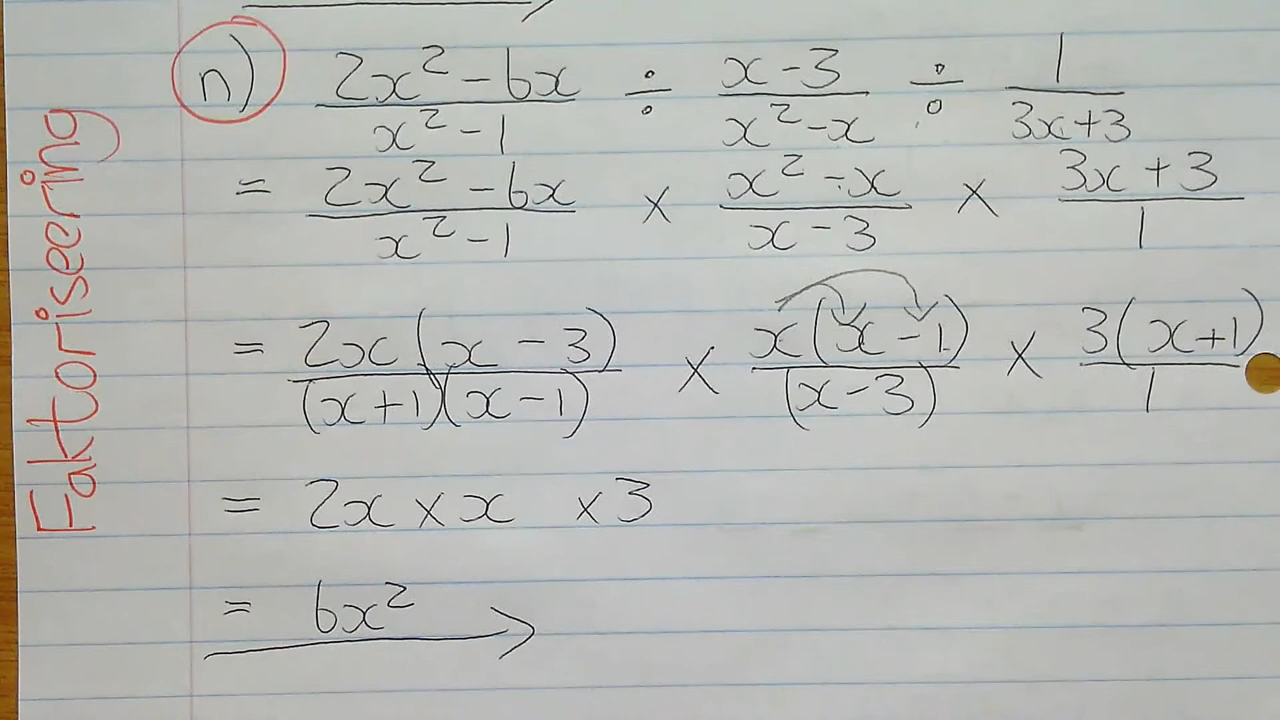 Faktorisering
n) (2x² - 6x)/(x² - 1) ÷ (x - 3)/(x² - x) ÷ 1/(3x + 3)
= (2x² - 6x)/(x² - 1) × (x² - x)/(x - 3) × (3x + 3)/1
= 2x(x - 3)/(x + 1)(x - 1) × x(x - 1)/(x - 3) × 3(x + 1)/1
= 2x × x × 3
= 6x²